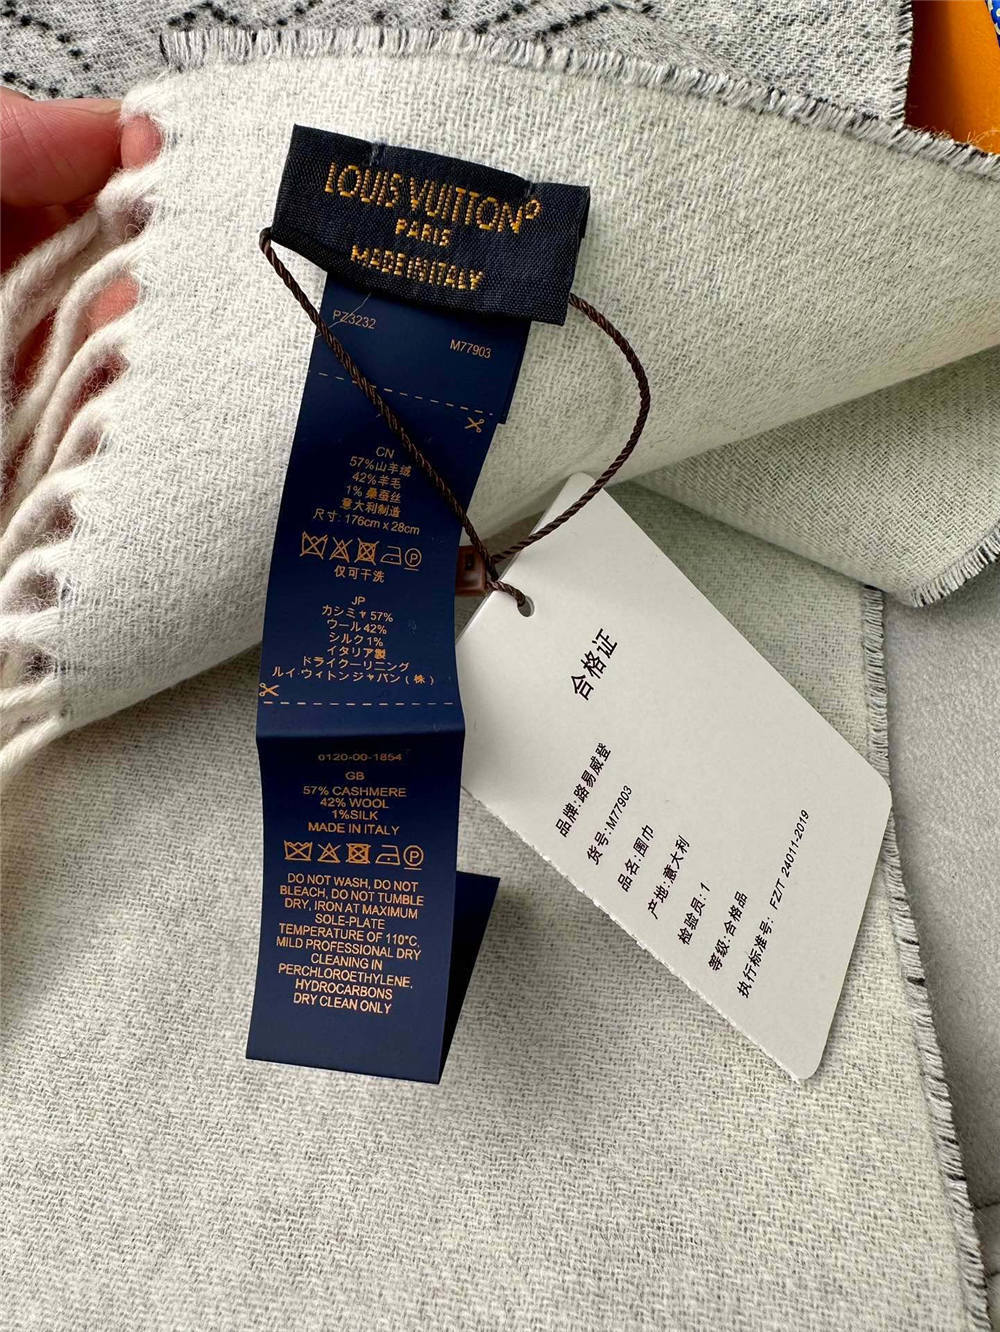 LOUIS VUITTON
PARIS
MADE IN ITALY
PZ3232
M77903
CN
57%山羊绒
42%羊毛
1% 桑蚕丝
意大利制造
尺寸: 176cm x 28cm
仅可干洗
JP
カシミヤ 57%
ウール 42%
シルク 1%
イタリア製
ドライクーリニング
ルイ.ウィトンジャパン ( 株 )
0120-00-1854
GB
57% CASHMERE
42% WOOL
1%SILK
MADE IN ITALY
DO NOT WASH, DO NOT
BLEACH, DO NOT TUMBLE
DRY, IRON AT MAXIMUM
SOLE-PLATE
TEMPERATURE OF 110°C,
MILD PROFESSIONAL DRY
CLEANING IN
PERCHLOROETHYLENE,
HYDROCARBONS
DRY CLEAN ONLY
合格证
品牌:路易威登
货号: M77903
品名:围巾
产地:意大利
检验员: 1
等级:合格品
执行标准号: FZ/T 24011-2019